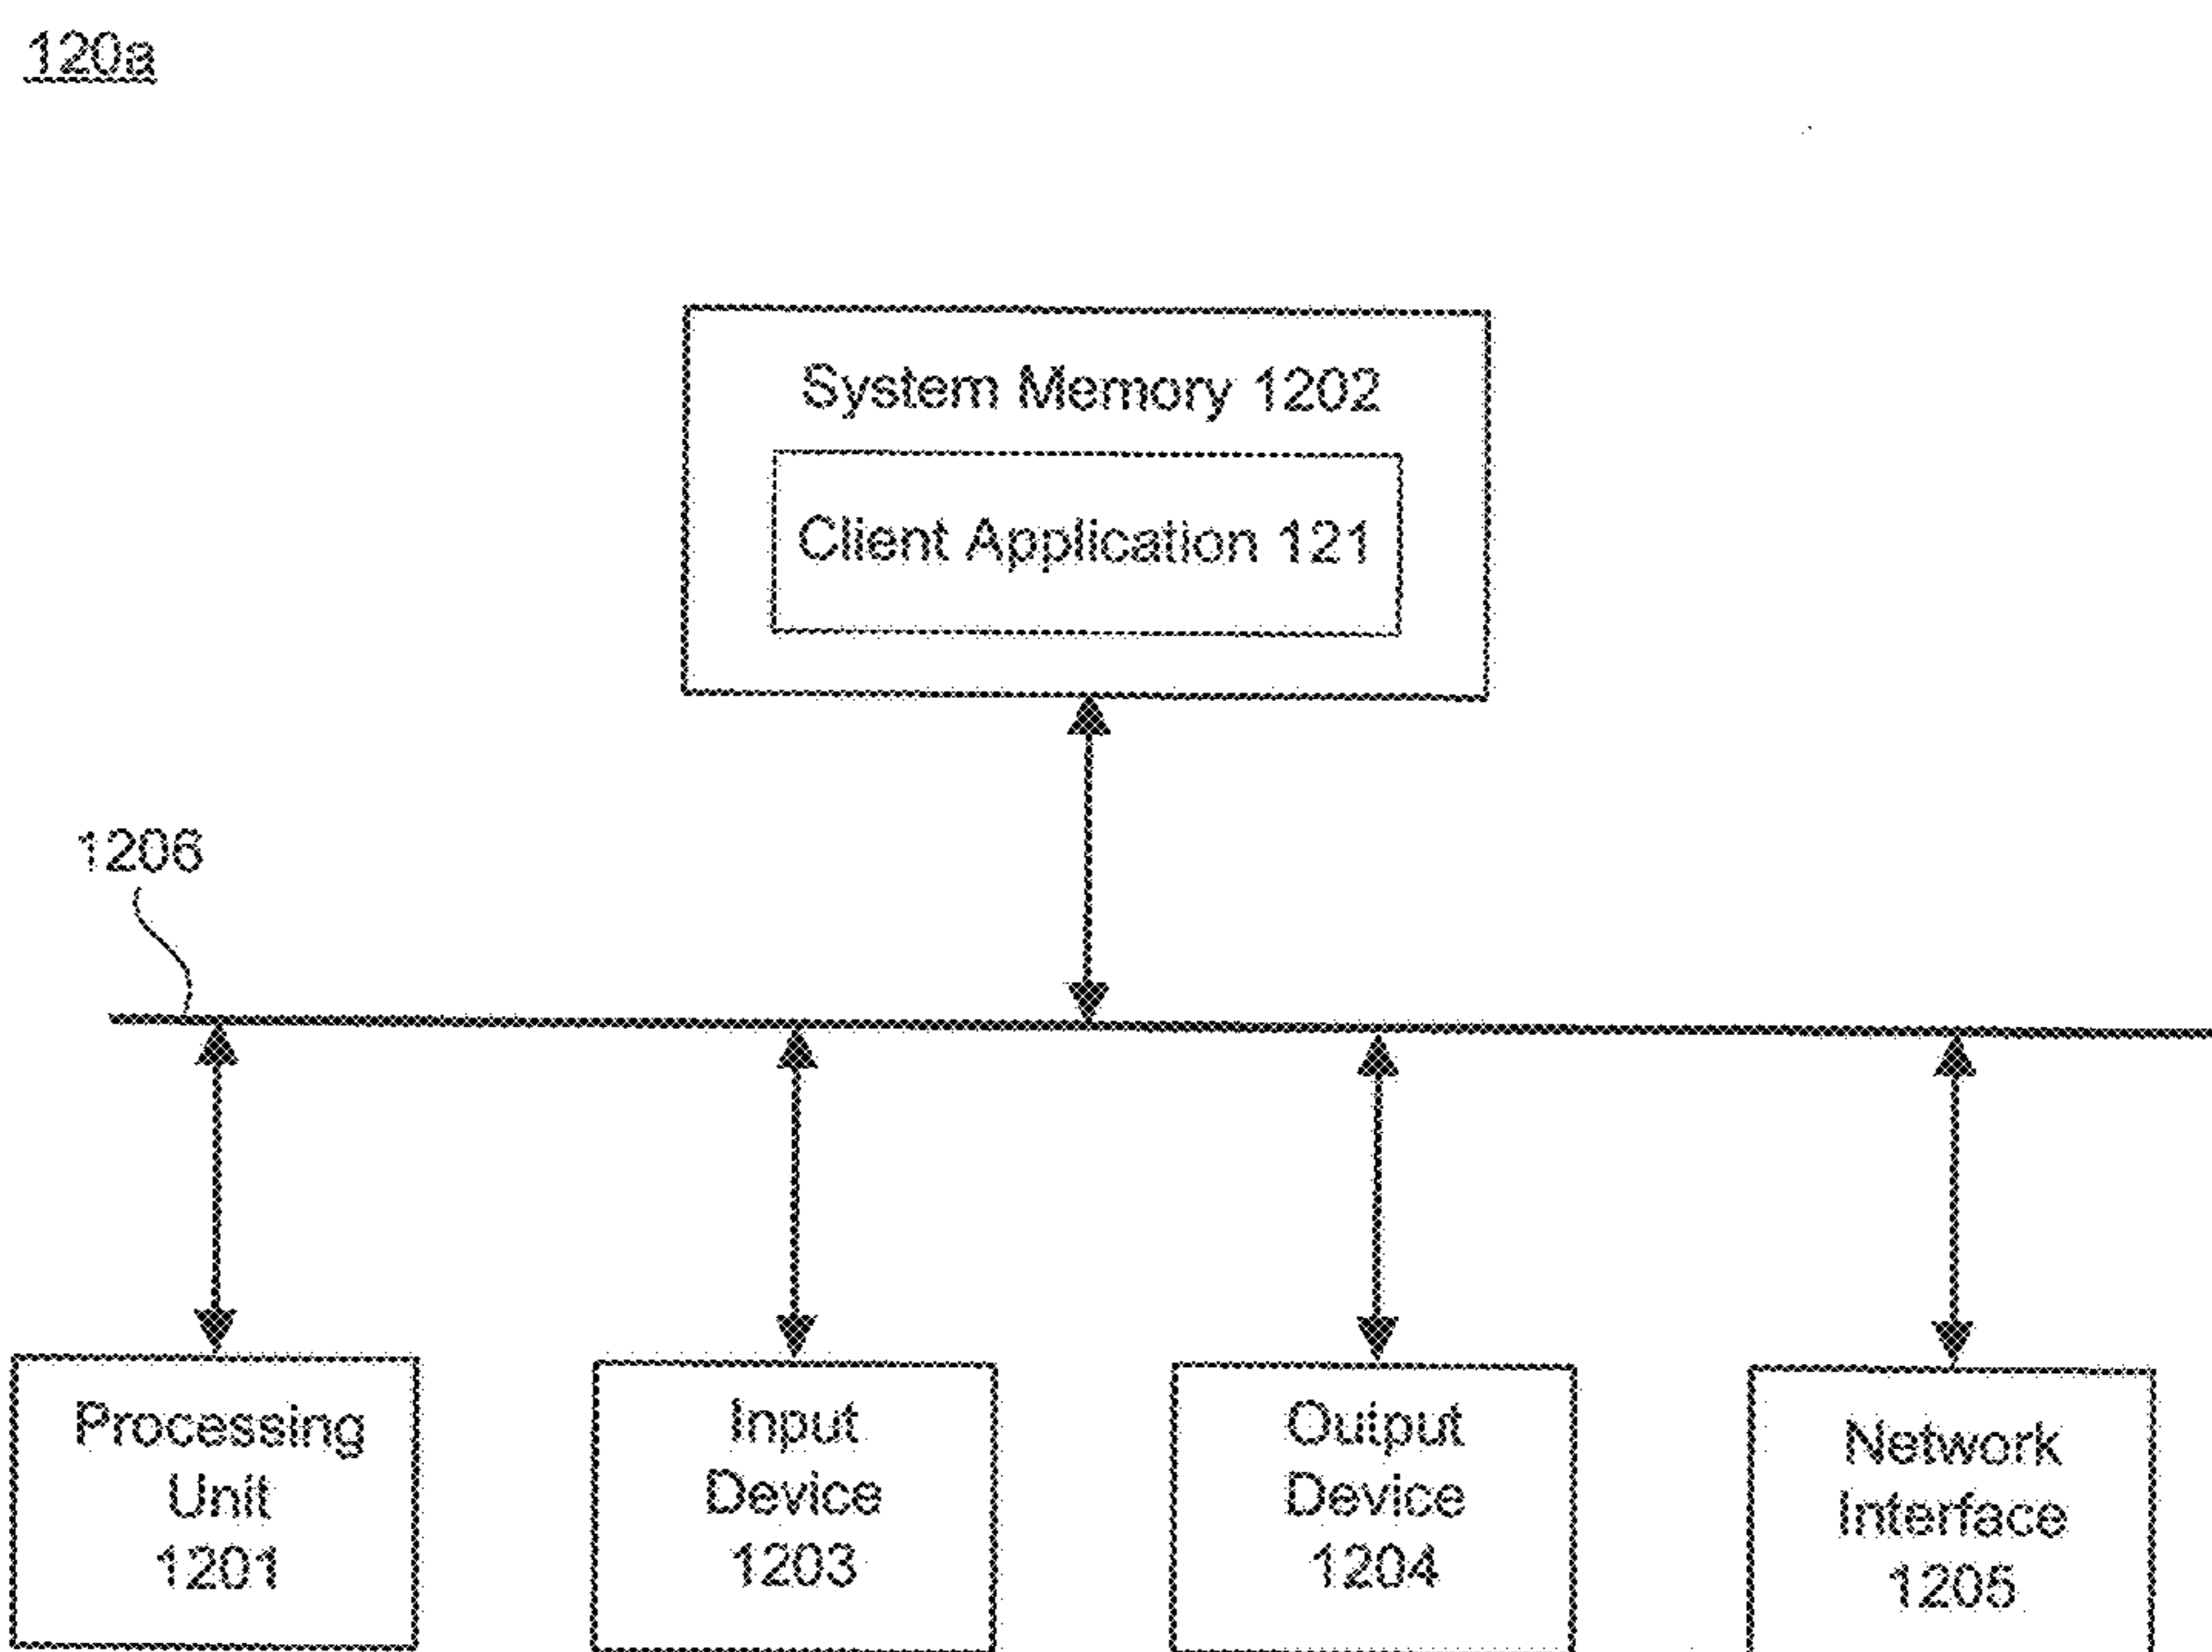 120a
System Memory 1202
Client Application 121
1206
Processing
Unit
1201
Input
Device
1203
Output
Device
1204
Network
Interface
1205